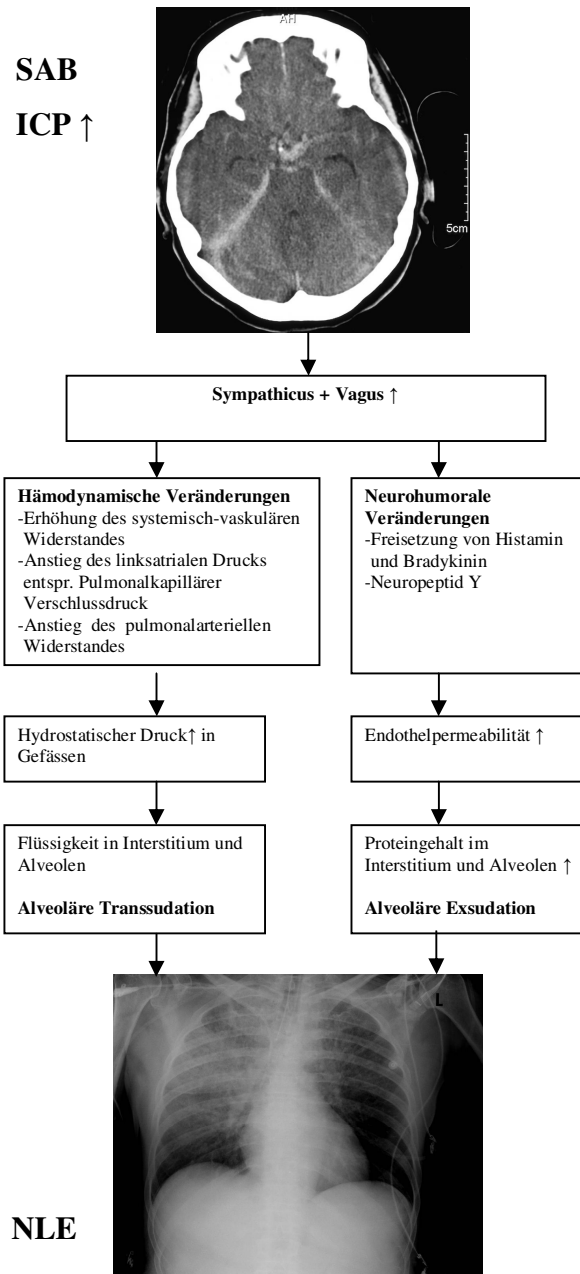 AH
SAB
ICP ↑
5cm
Sympathicus + Vagus ↑
Hämodynamische Veränderungen
-Erhöhung des systemisch-vaskulären
Widerstandes
-Anstieg des linksatrialen Drucks
entspr. Pulmonalkapillärer
Verschlussdruck
-Anstieg des pulmonalarteriellen
Widerstandes
Neurohumorale
Veränderungen
-Freisetzung von Histamin
und Bradykinin
-Neuropeptid Y
Hydrostatischer Druck↑ in
Gefässen
Endothelpermeabilität ↑
Flüssigkeit in Interstitium und
Alveolen
Alveoläre Transsudation
Proteingehalt im
Interstitium und Alveolen ↑
Alveoläre Exsudation
L
NLE